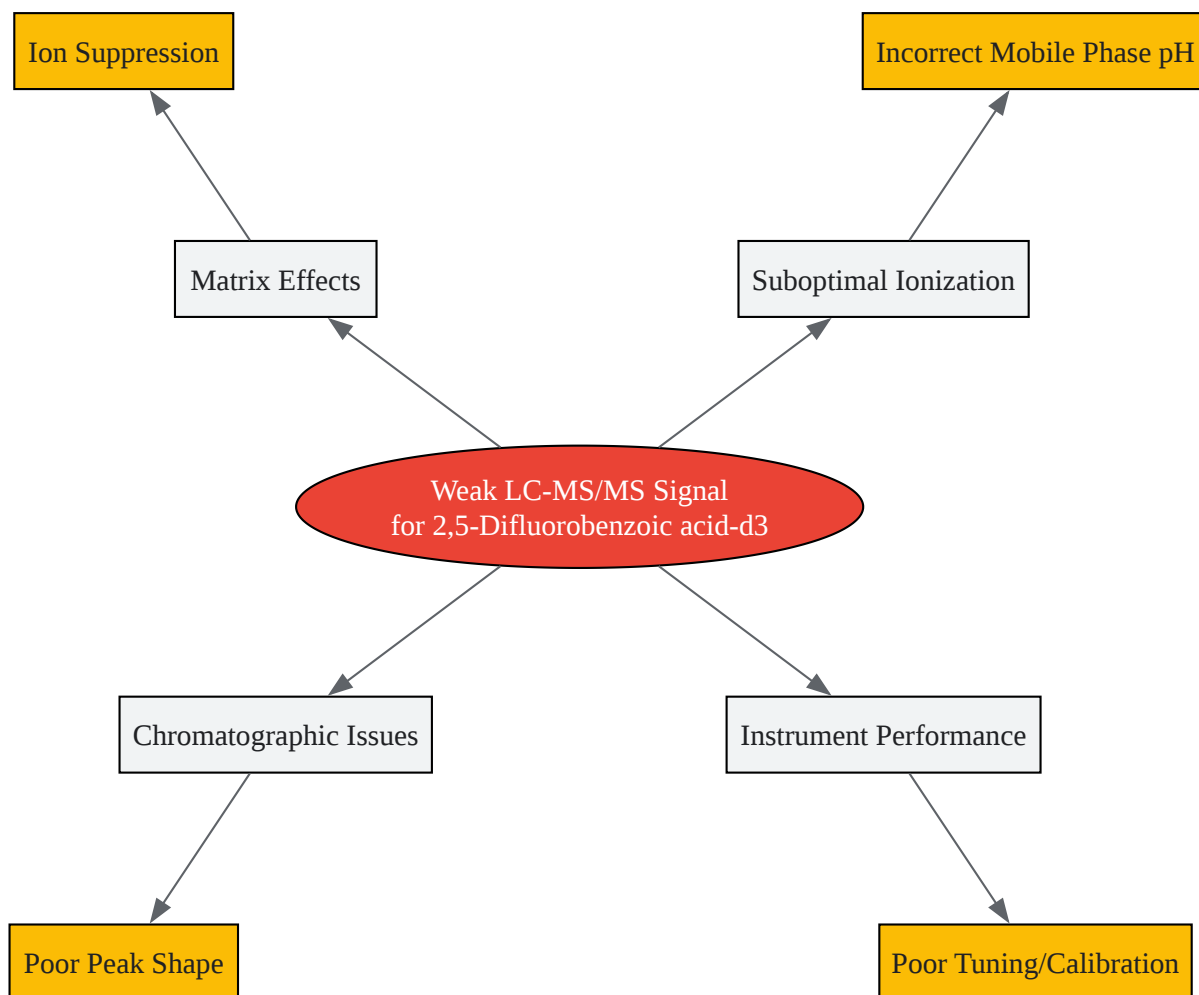 Ion Suppression
Incorrect Mobile Phase pH
Matrix Effects
Suboptimal Ionization
Weak LC-MS/MS Signal
for 2,5-Difluorobenzoic acid-d3
Chromatographic Issues
Instrument Performance
Poor Peak Shape
Poor Tuning/Calibration